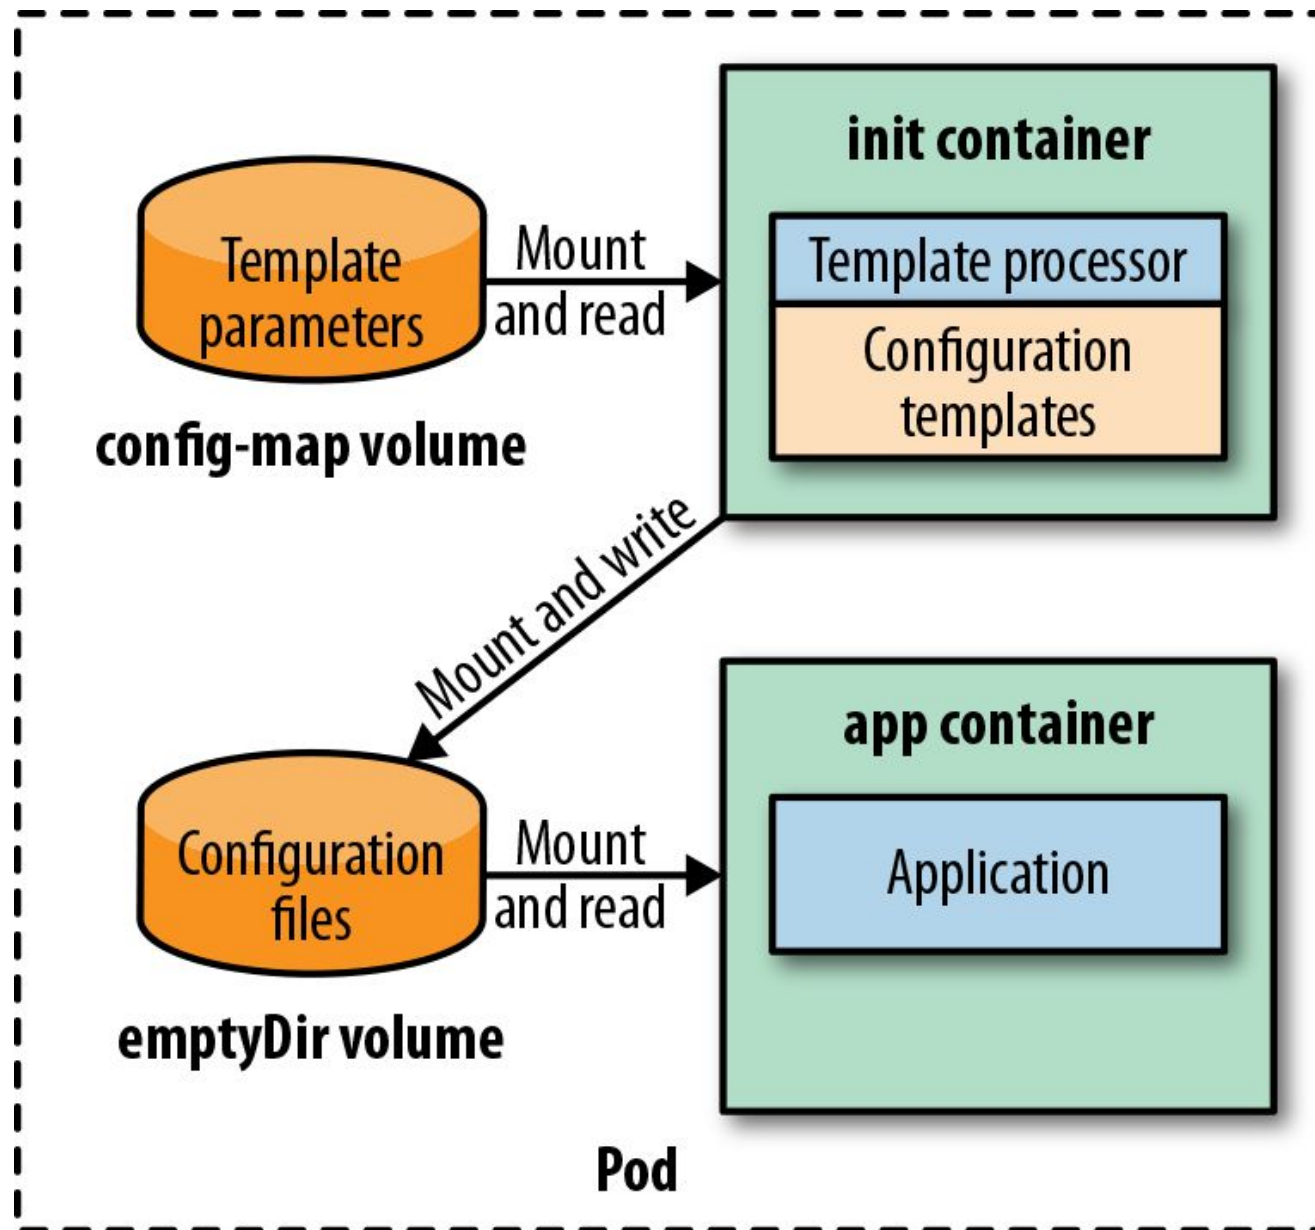 init container
Template processor
Configuration
templates
Template
parameters
config-map volume
Mount
and read
Mount and write
app container
Application
Configuration
files
emptyDir volume
Mount
and read
Pod